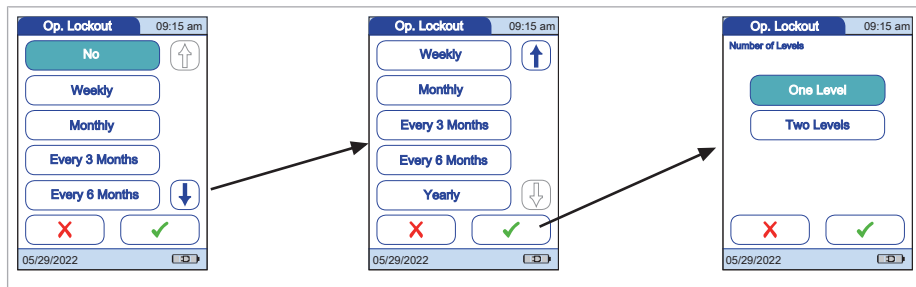 Op. Lockout 09:15 am
No
Weekly
Monthly
Every 3 Months
Every 6 Months
05/29/2022
Op. Lockout 09:15 am
Weekly
Monthly
Every 3 Months
Every 6 Months
Yearly
05/29/2022
Op. Lockout 09:15 am
Number of Levels
One Level
Two Levels
05/29/2022